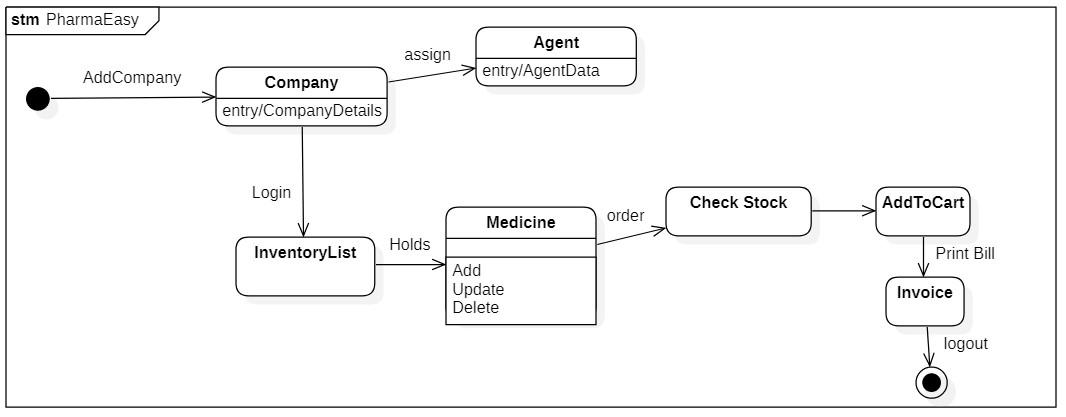 stm PharmaEasy
AddCompany
Company
entry/CompanyDetails
assign
Agent
entry/AgentData
Login
InventoryList
Holds
Medicine
Add
Update
Delete
order
Check Stock
AddToCart
Print Bill
Invoice
logout